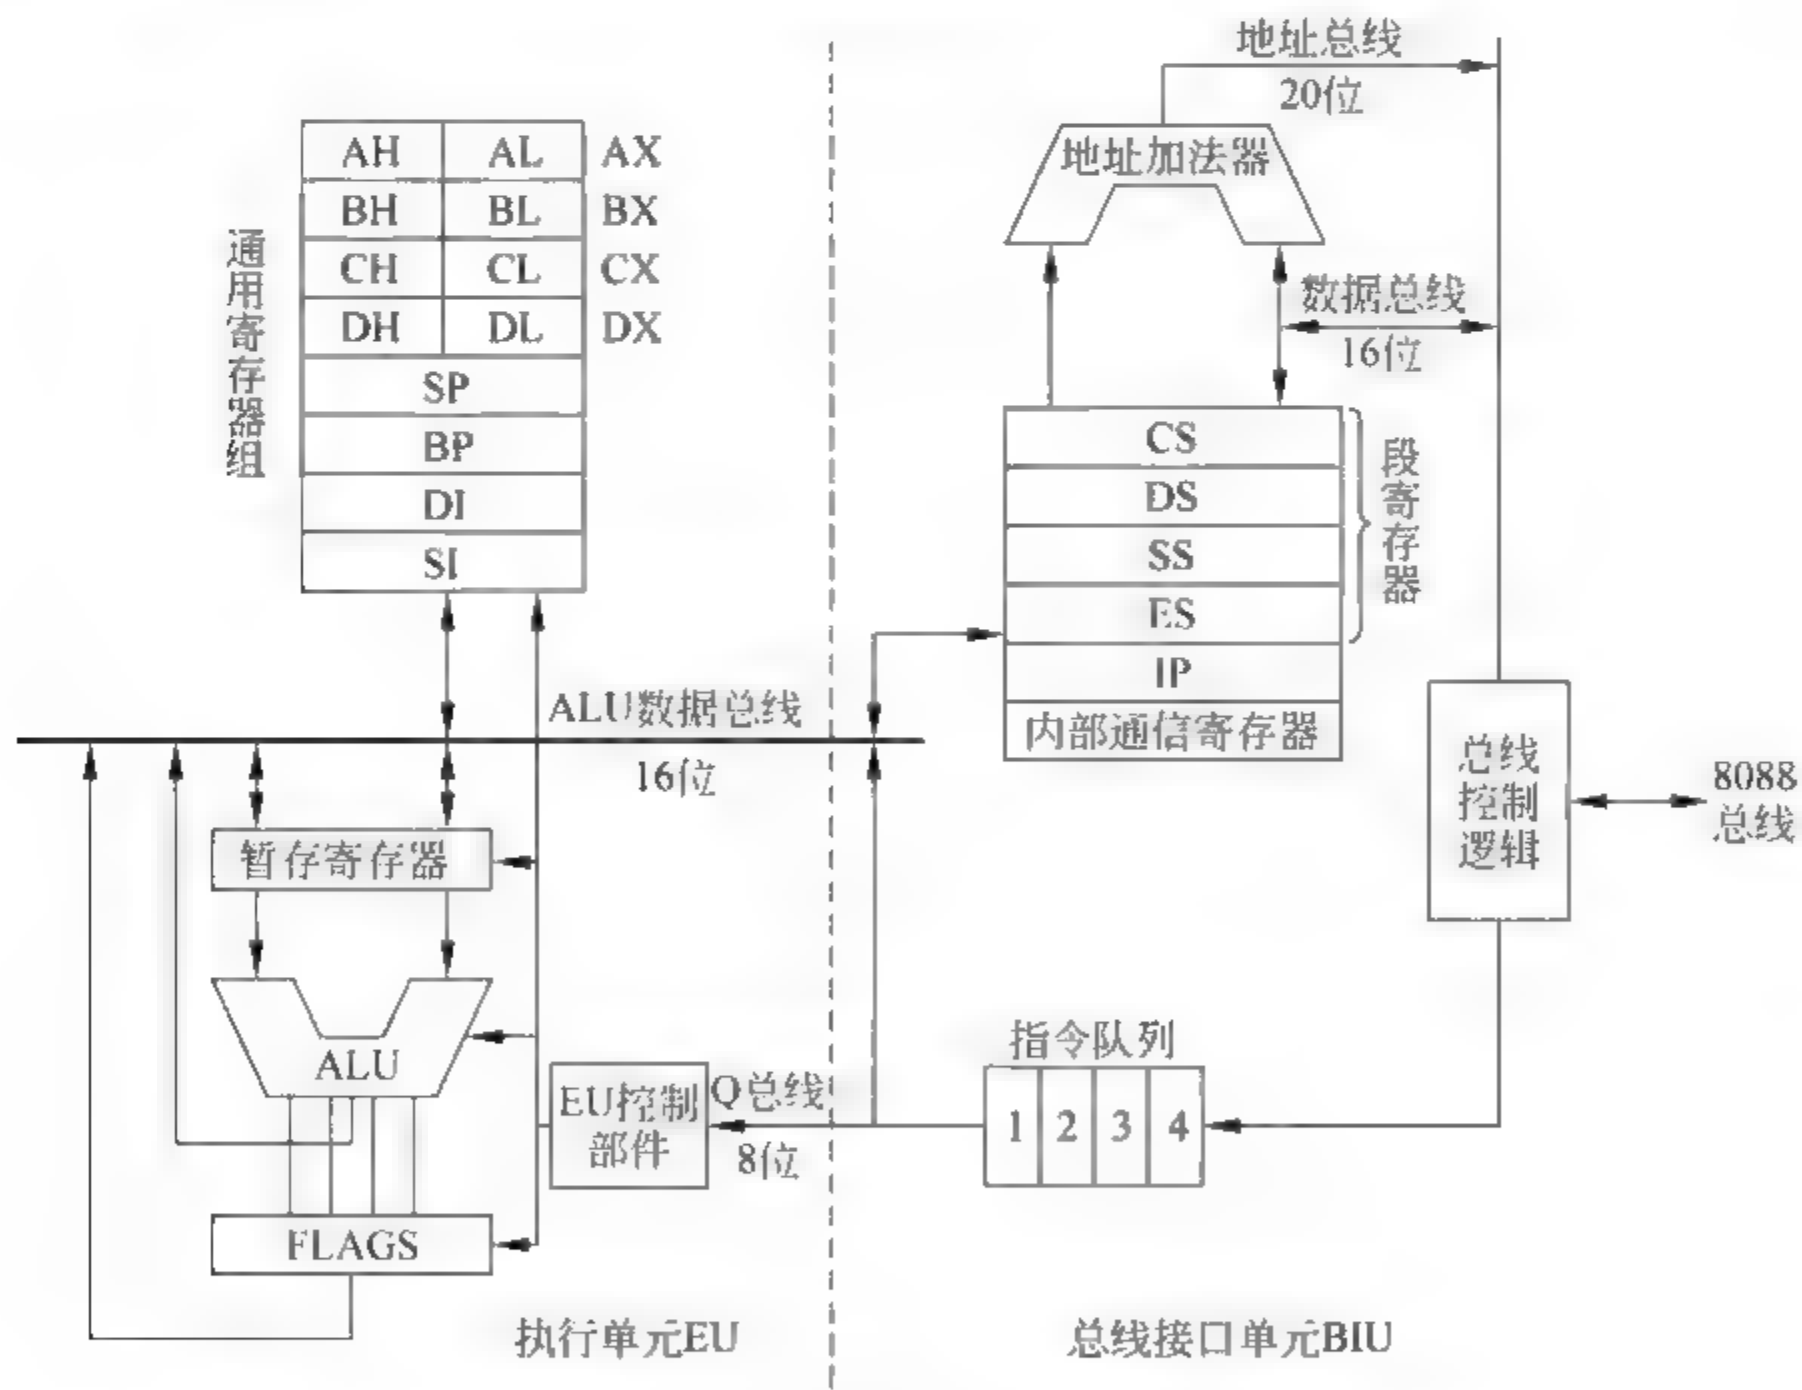 地址总线
20位
地址加法器
AH AL AX
BH BL BX
CH CL CX
DH DL DX
SP
BP
DI
SI
通用寄存器组
数据总线
16位
CS
DS
SS
ES
IP
内部通信寄存器
段寄存器
ALU数据总线
16位
总线
控制
逻辑
8088
总线
暂存寄存器
ALU
EU控制
部件
Q总线
8位
指令队列
1 2 3 4
FLAGS
执行单元EU
总线接口单元BIU